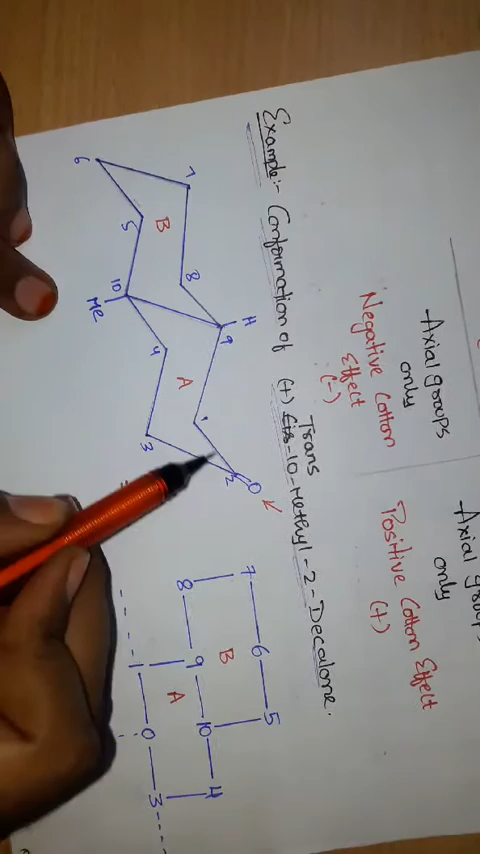 -Axial groups
only
Negative Cotton
Effect
(-)
Axial groups
only
Positive Cotton Effect
(+)
Example:- Conformation of (+) Cis-10-Methyl-2-Decalone.
Trans
H
7
8
9
1
2
O
6
5
10
4
3
Me
B
A
7
6
5
8
9
10
4
1
O
3
B
A